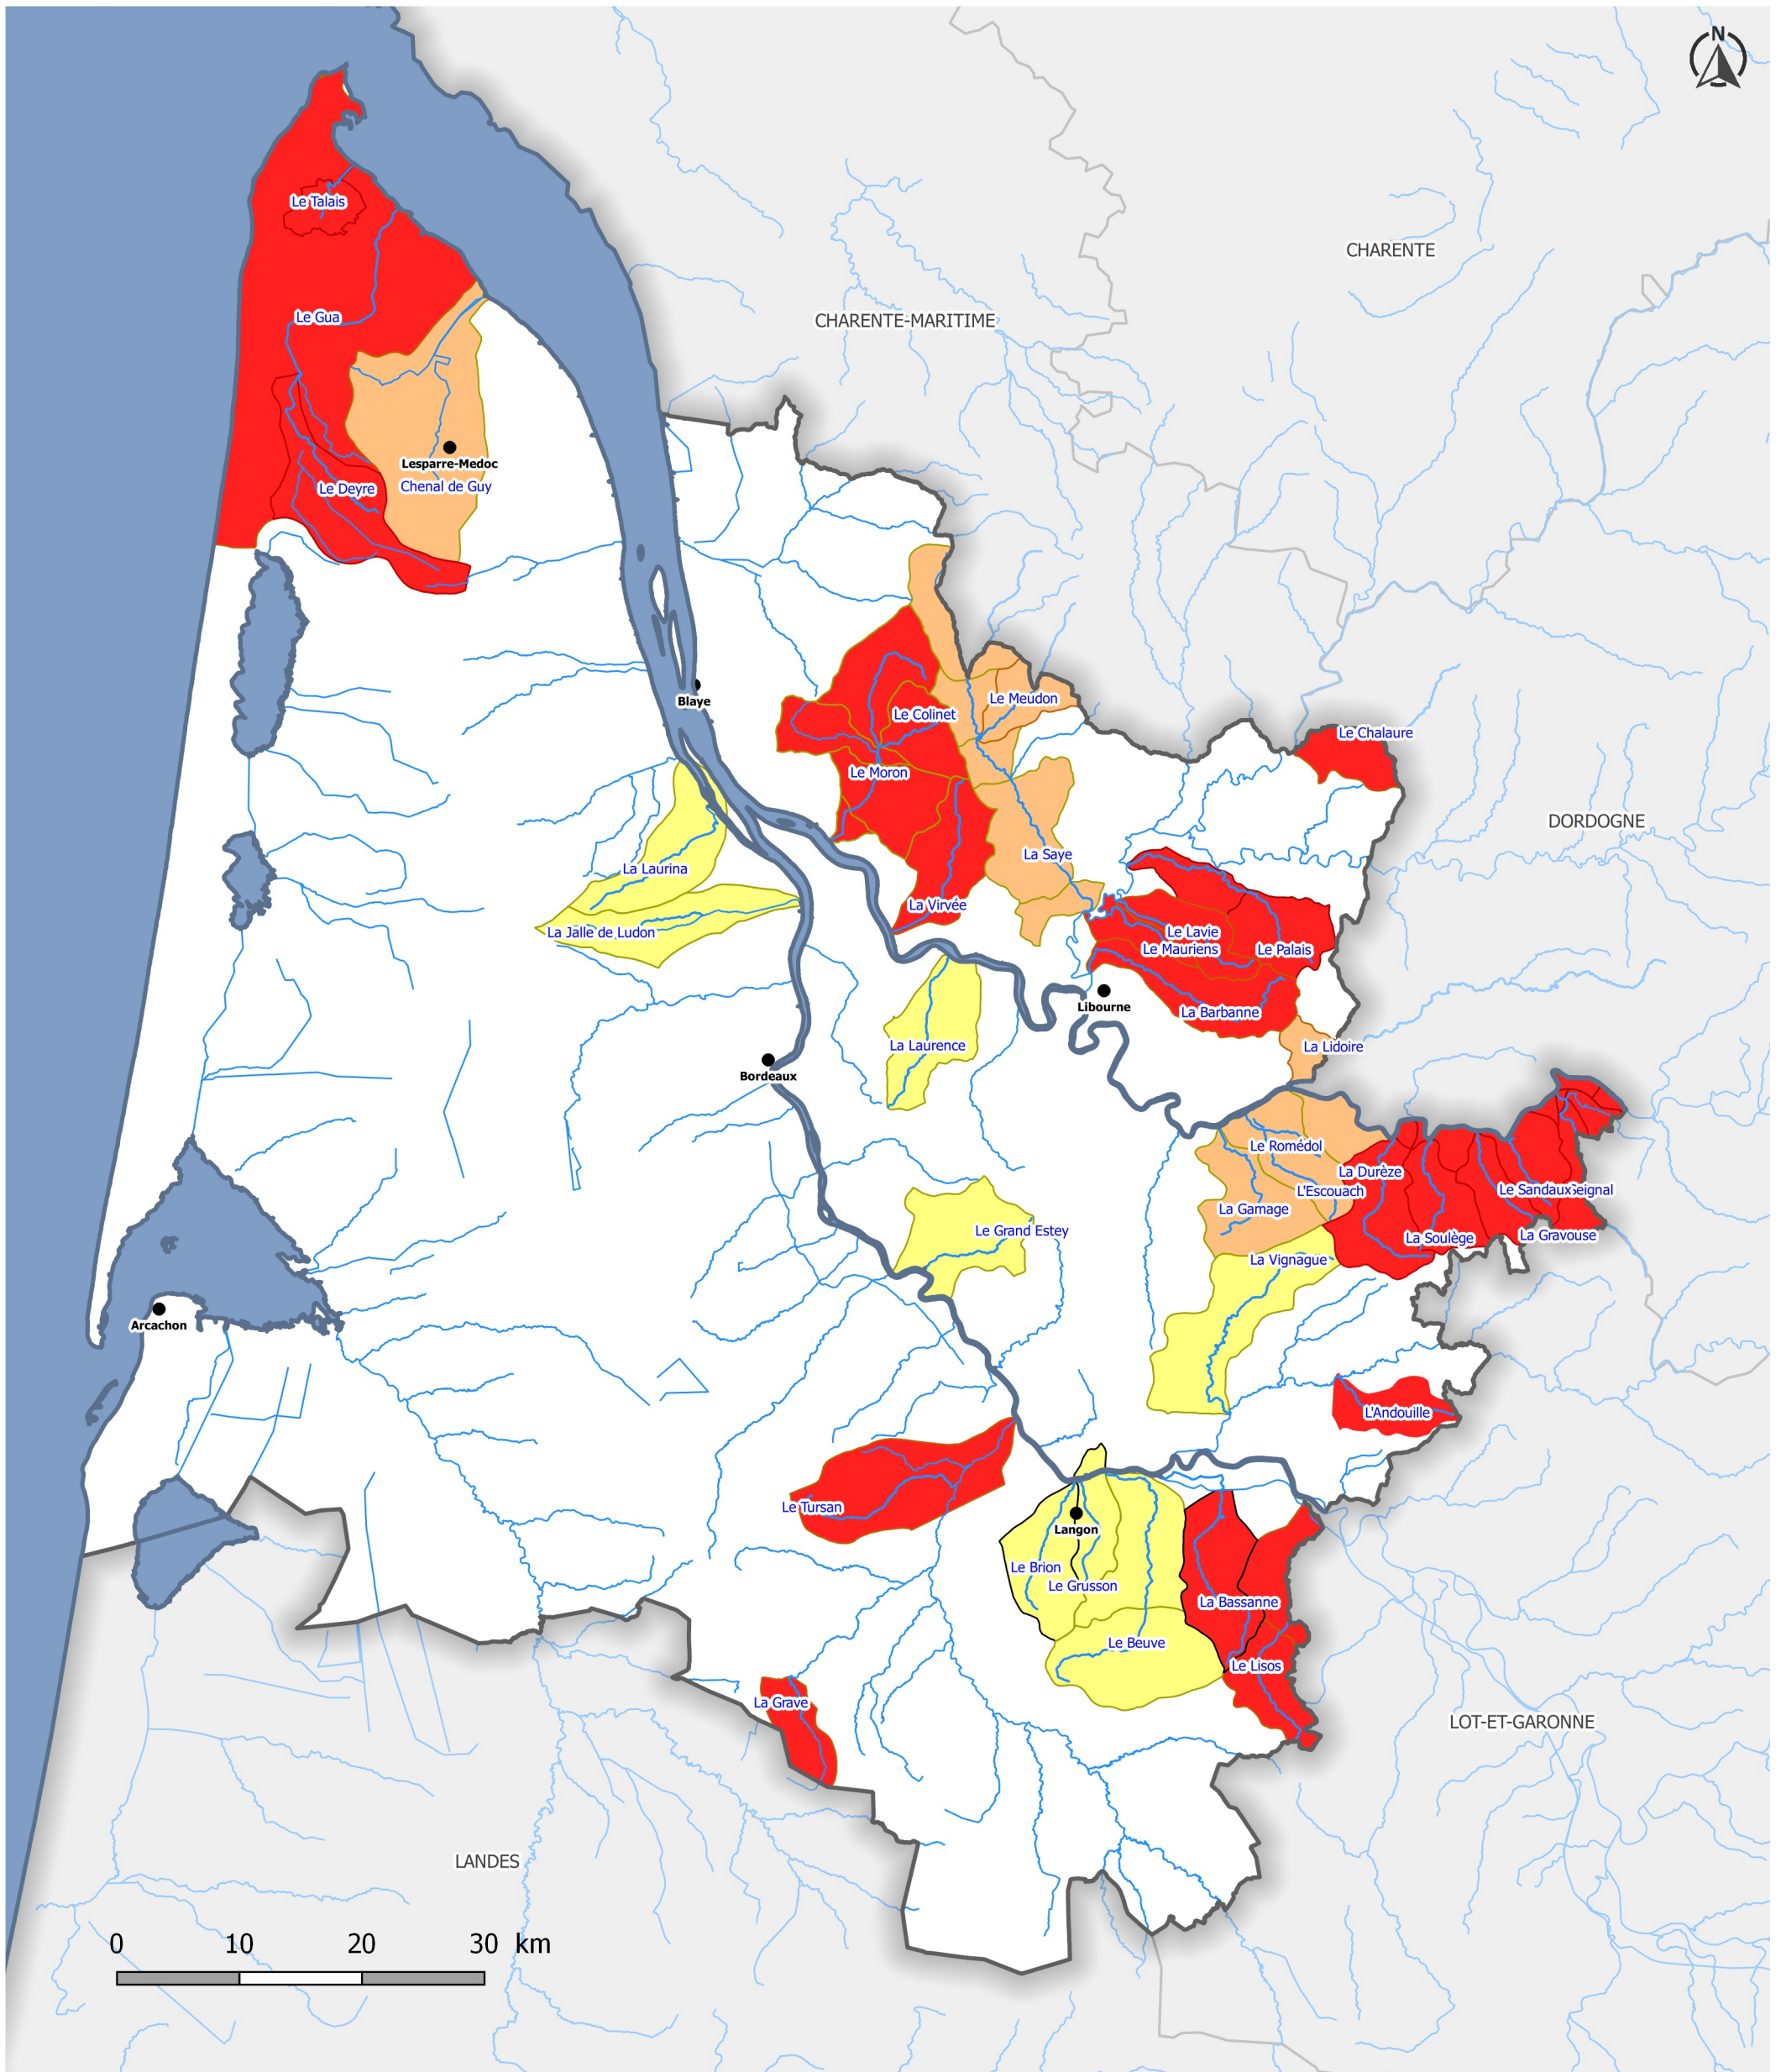 N
Le Talais
CHARENTE
Le Gua
CHARENTE-MARITIME
Lesparre-Medoc
Chenal de Guy
Le Deyre
Blaye
Le Meudon
Le Colinet
Le Chalaure
Le Moron
DORDOGNE
La Saye
La Laurina
La Virvée
La Jalle de Ludon
Le Lavie
Le Mauriens
Le Palais
Libourne
La Barbanne
La Laurence
La Lidoire
Bordeaux
Le Romédol
La Durèze
L'Escouach
Le Sandaux
Seignal
La Gamage
Le Grand Estey
La Soulège
La Gravouse
La Vignague
Arcachon
L'Andouille
Le Tursan
Langon
Le Brion
Le Grusson
La Bassanne
Le Beuve
Le Lisos
La Grave
LOT-ET-GARONNE
LANDES
0 10 20 30 km